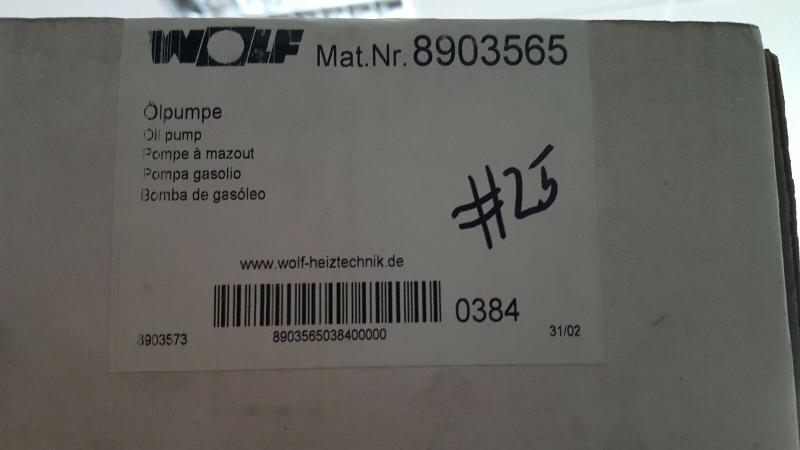 WOLF Mat.Nr. 8903565
Ölpumpe
Oil pump
Pompe à mazout
Pompa gasolio
Bomba de gasóleo
#25
www.wolf-heiztechnik.de
0384
8903573 8903565038400000 31/02